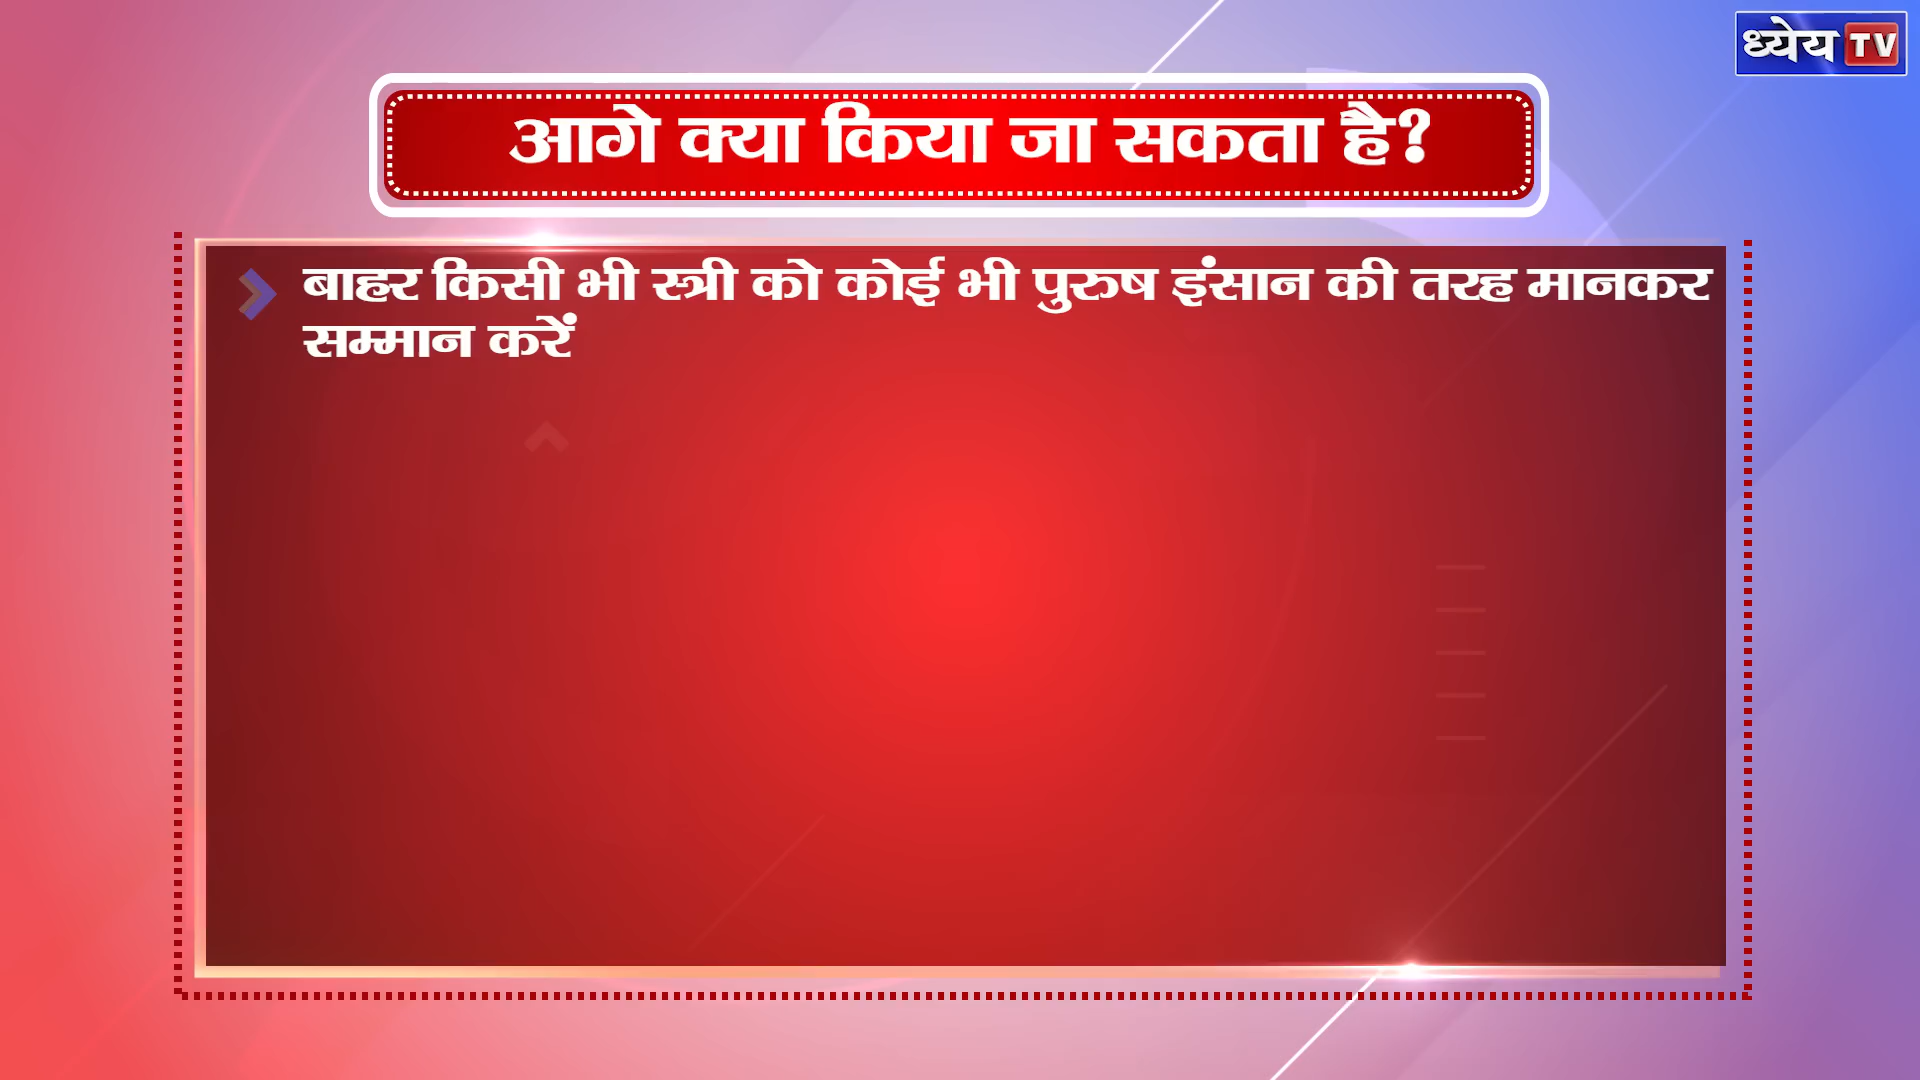 ध्येय TV
आगे क्या किया जा सकता है?
बाहर किसी भी स्त्री को कोई भी पुरुष इंसान की तरह मानकर
सम्मान करें